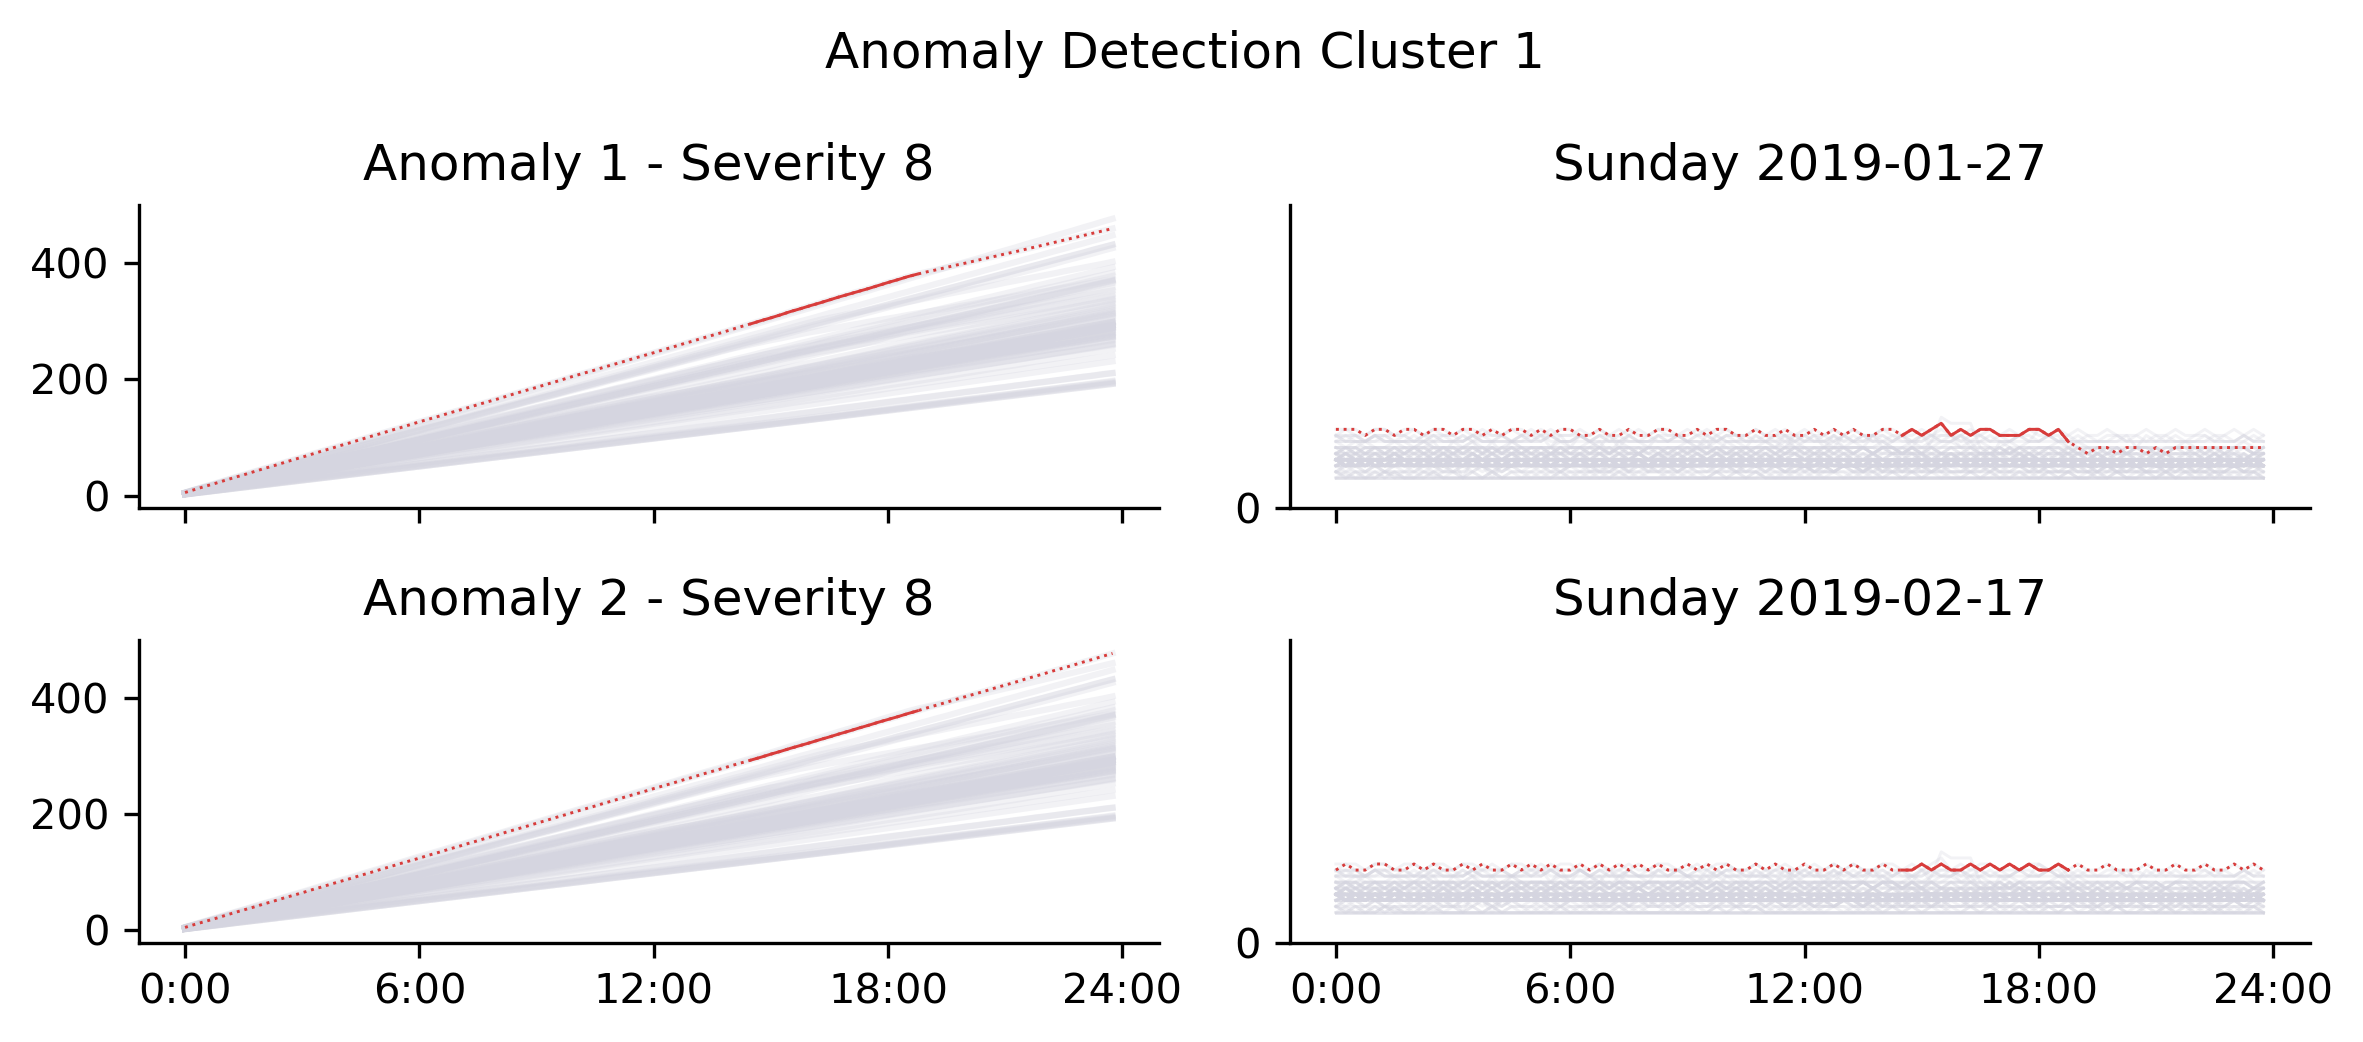 Anomaly Detection Cluster 1
Anomaly 1 - Severity 8
Sunday 2019-01-27
400
200
0
0
Anomaly 2 - Severity 8
Sunday 2019-02-17
400
200
0
0
0:00 6:00 12:00 18:00 24:00
0:00 6:00 12:00 18:00 24:00